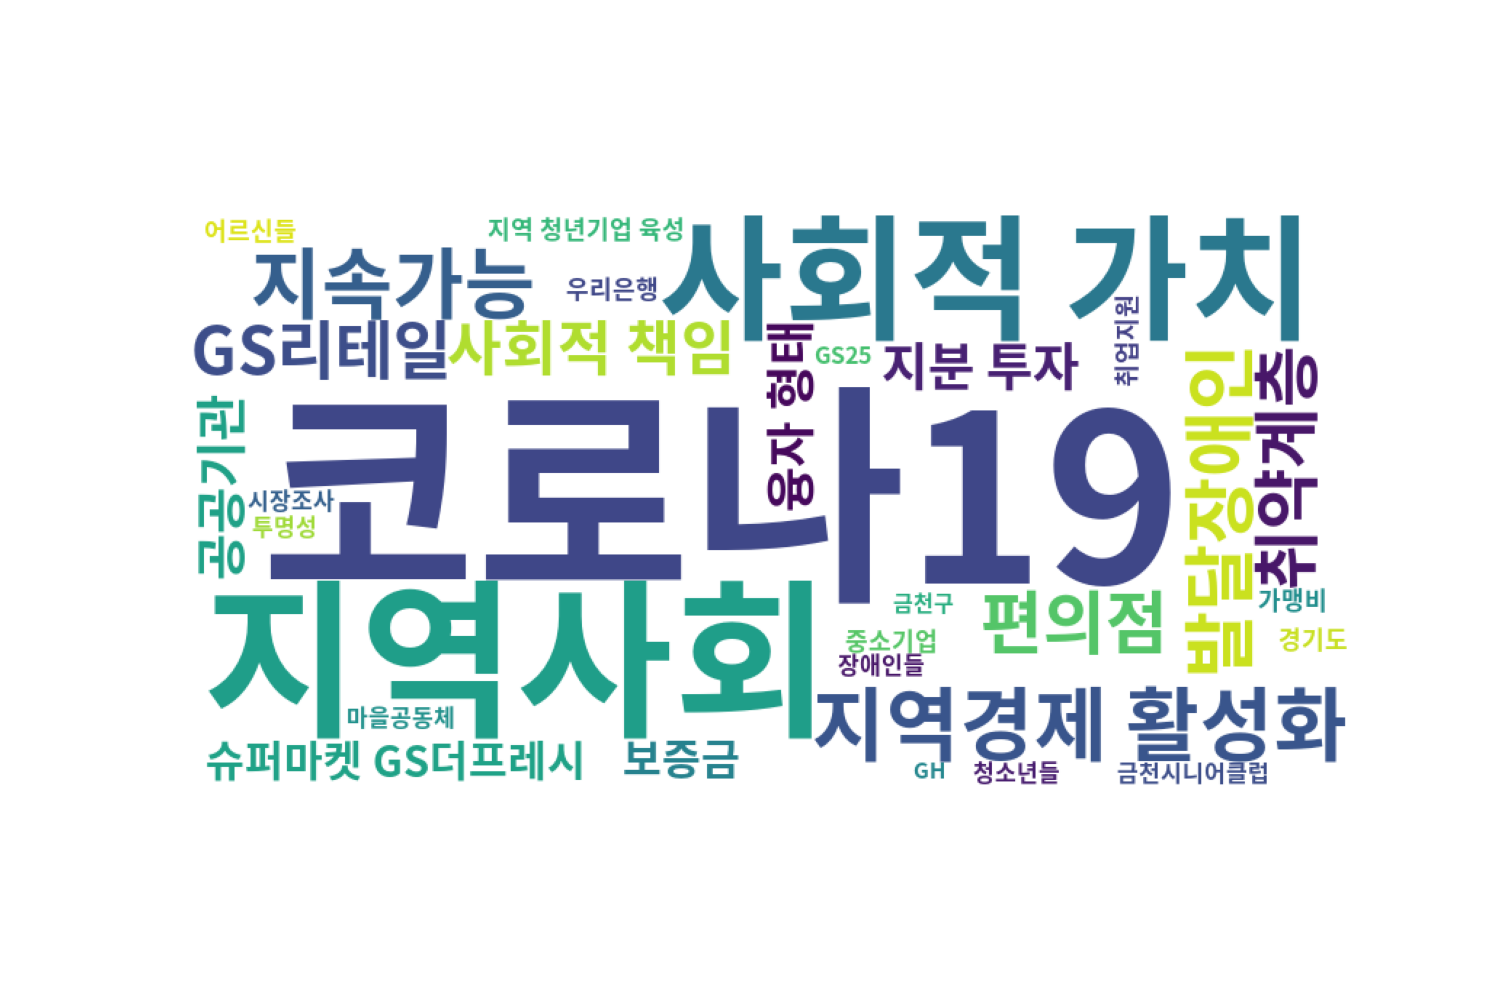 어르신들
지역 청년기업 육성
사회적 가치
지속가능
우리은행
취업지원
GS리테일
사회적 책임
융자 형태
GS25
지분 투자
발달장애인
취약계층
공공기관
코로나19
시장조사
투명성
지역사회
금천구
편의점
가맹비
중소기업
경기도
장애인들
마을공동체
지역경제 활성화
슈퍼마켓 GS더프레시
보증금
GH
청소년들
금천시니어클럽